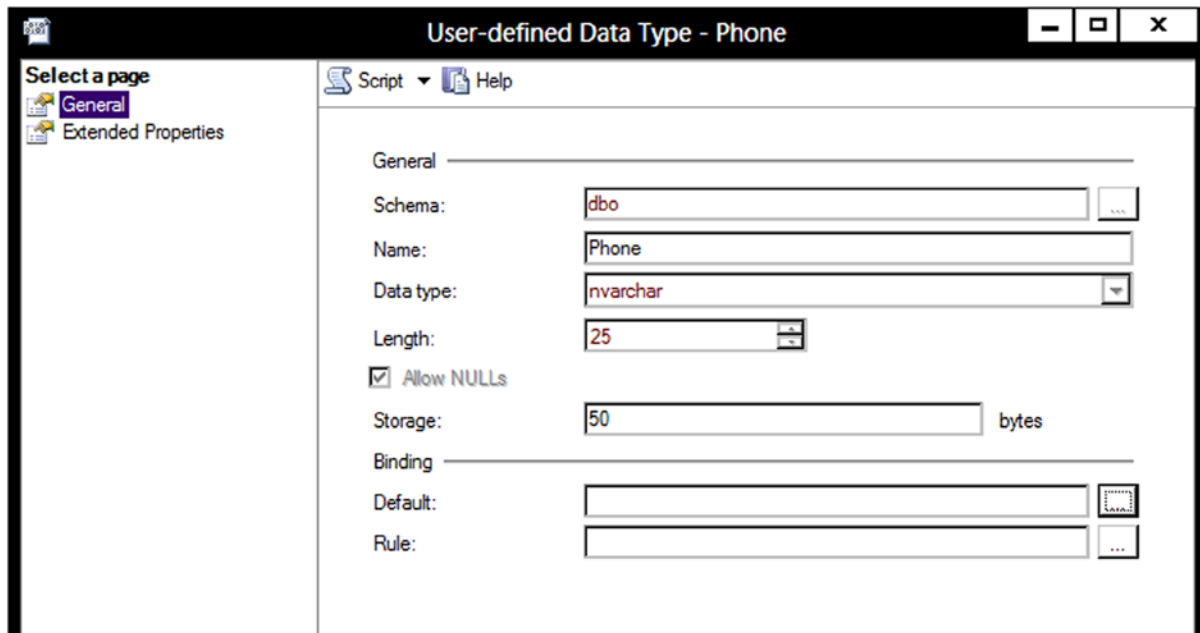 User-defined Data Type - Phone
Select a page
General
Extended Properties
Script Help
General
Schema: dbo ...
Name: Phone
Data type: nvarchar
Length: 25
Allow NULLs
Storage: 50 bytes
Binding
Default: ...
Rule: ...